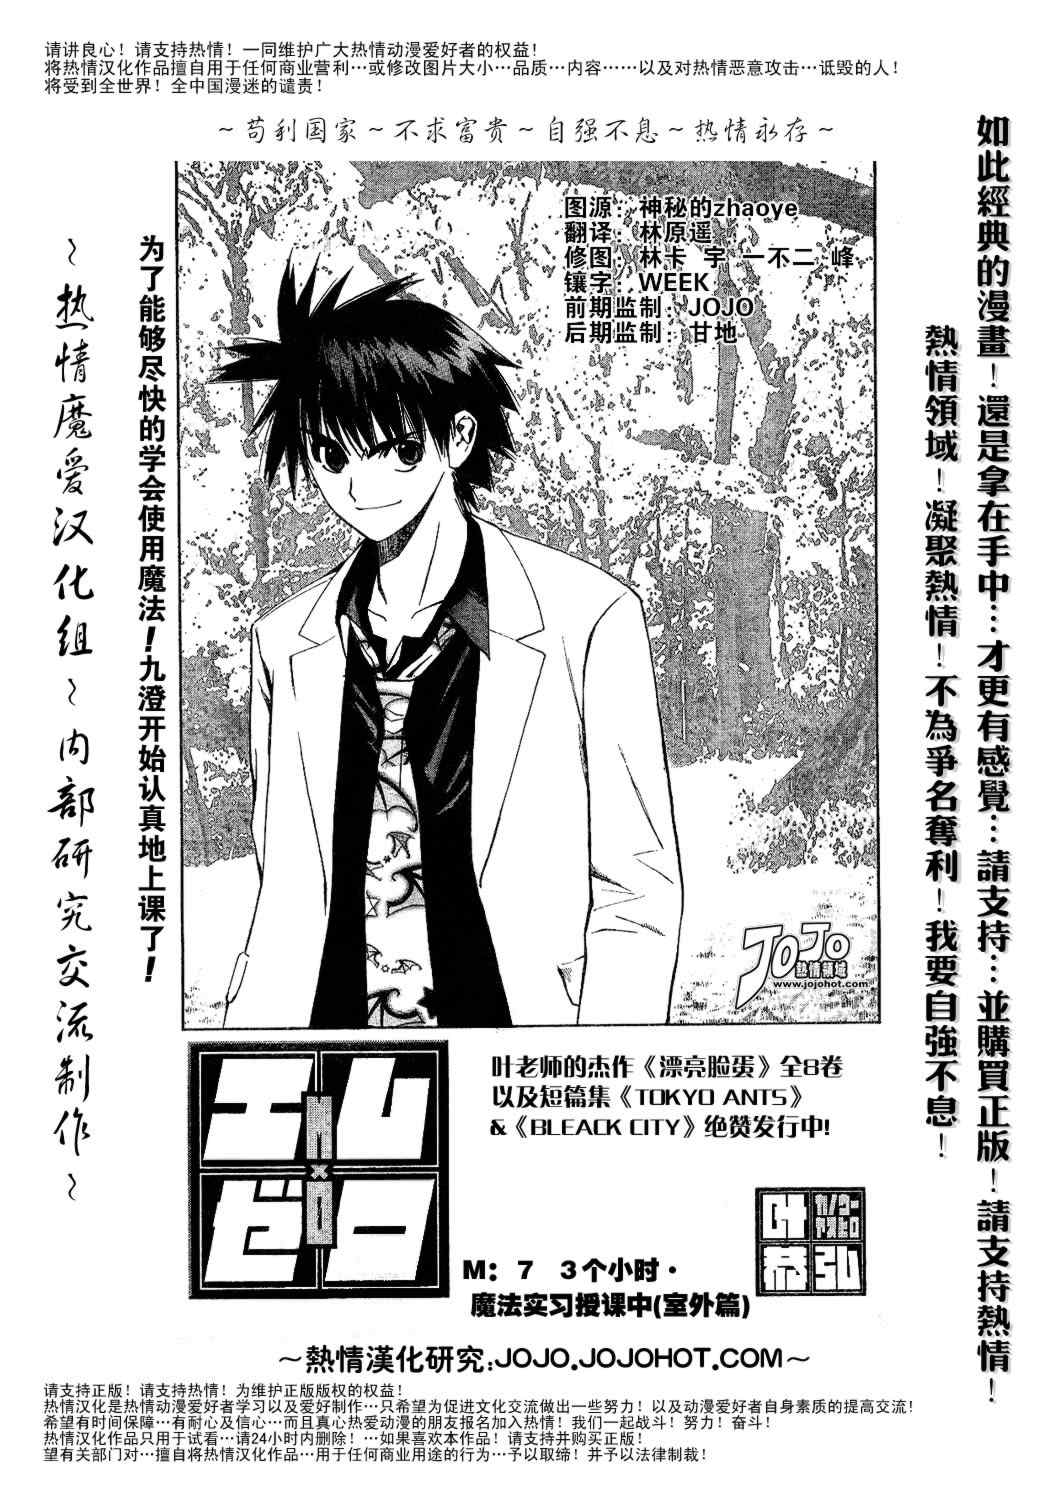 请讲良心！请支持热情！一同维护广大热情动漫爱好者的权益！
将热情汉化作品擅自用于任何商业营利…或修改图片大小…品质…内容……以及对热情恶意攻击…诋毁的人！
将受到全世界！全中国漫迷的谴责！
～苟利国家～不求富贵～自强不息～热情永存～
如此經典的漫畫！還是拿在手中…才更有感覺…請支持…並購買正版！請支持熱情！
熱情領域！凝聚熱情！不為爭名奪利！我要自強不息！
图源：神秘的zhaoye
翻译：林原遥
修图：林卡 宇 一不二 峰
镶字：WEEK
前期监制：JOJO
后期监制：甘地
为了能够尽快的学会使用魔法！九澄开始认真地上课了！
～热情魔爱汉化组～内部研究交流制作～
JOJO
熱情領域
www.jojohot.com
エム
M×0
ゼロ
叶老师的杰作《漂亮脸蛋》全8卷
以及短篇集《TOKYO ANTS》
&《BLEACK CITY》绝赞发行中！
叶恭弘
カノウ
ヤスヒロ
M：7 3个小时·
魔法实习授课中(室外篇)
～熱情漢化研究:JOJO.JOJOHOT.COM～
请支持正版！请支持热情！为维护正版版权的权益！
热情汉化是热情动漫爱好者学习以及爱好制作…只希望为促进文化交流做出一些努力！以及动漫爱好者自身素质的提高交流！
希望有时间保障…有耐心及信心…而且真心热爱动漫的朋友报名加入热情！我们一起战斗！努力！奋斗！
热情汉化作品只用于试看…请24小时内删除！…如果喜欢本作品！请支持并购买正版！
望有关部门对…擅自将热情汉化作品…用于任何商业用途的行为…予以取缔！并予以法律制裁！